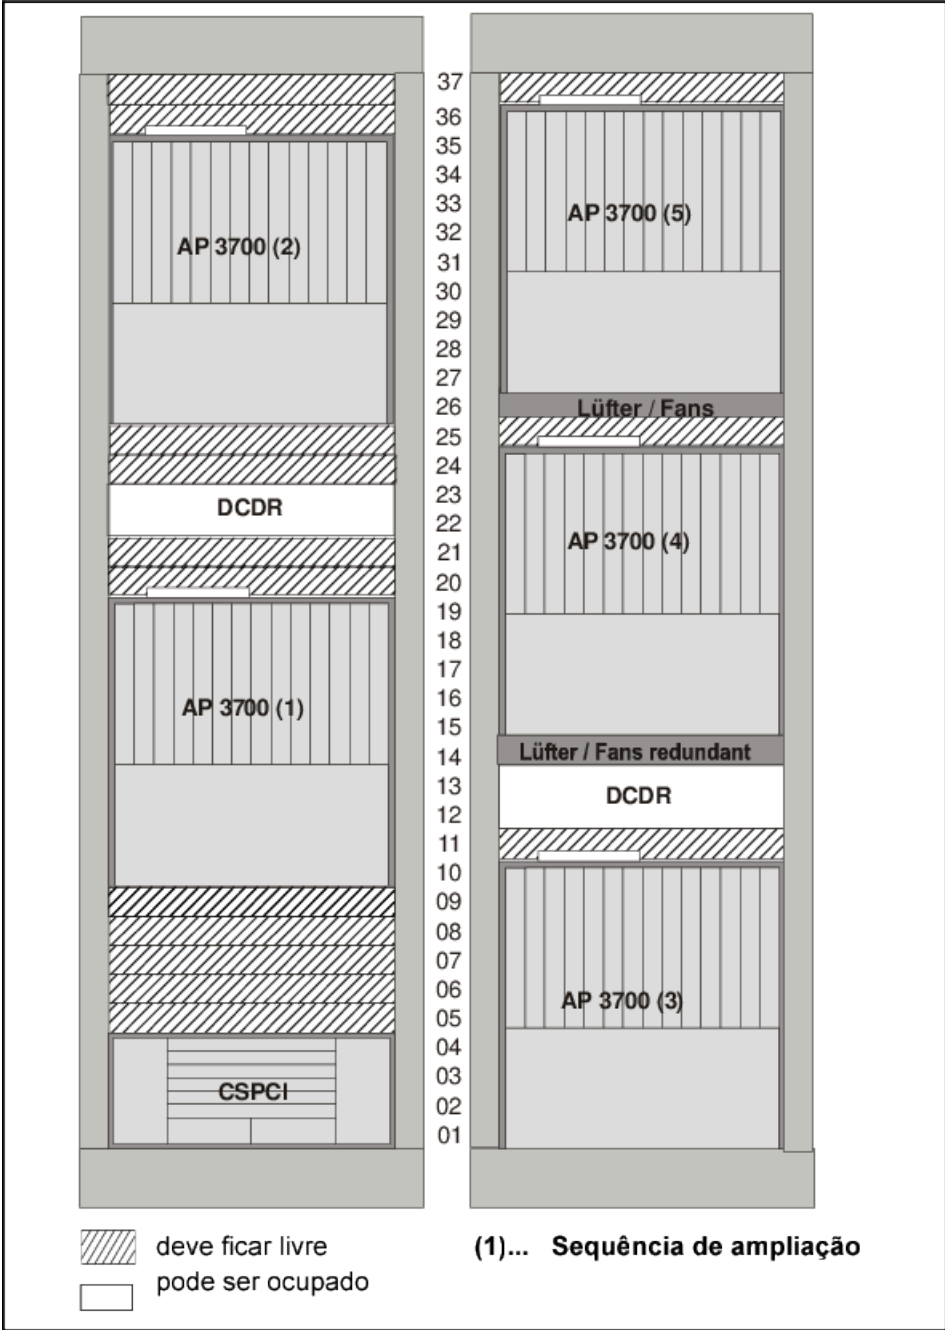 37
36
35
34
33
32
31
30
29
28
27
26
25
24
23
22
21
20
19
18
17
16
15
14
13
12
11
10
09
08
07
06
05
04
03
02
01
AP 3700 (2)
DCDR
AP 3700 (1)
CSPCI
AP 3700 (5)
Lüfter / Fans
AP 3700 (4)
Lüfter / Fans redundant
DCDR
AP 3700 (3)
deve ficar livre
pode ser ocupado
(1)... Sequência de ampliação